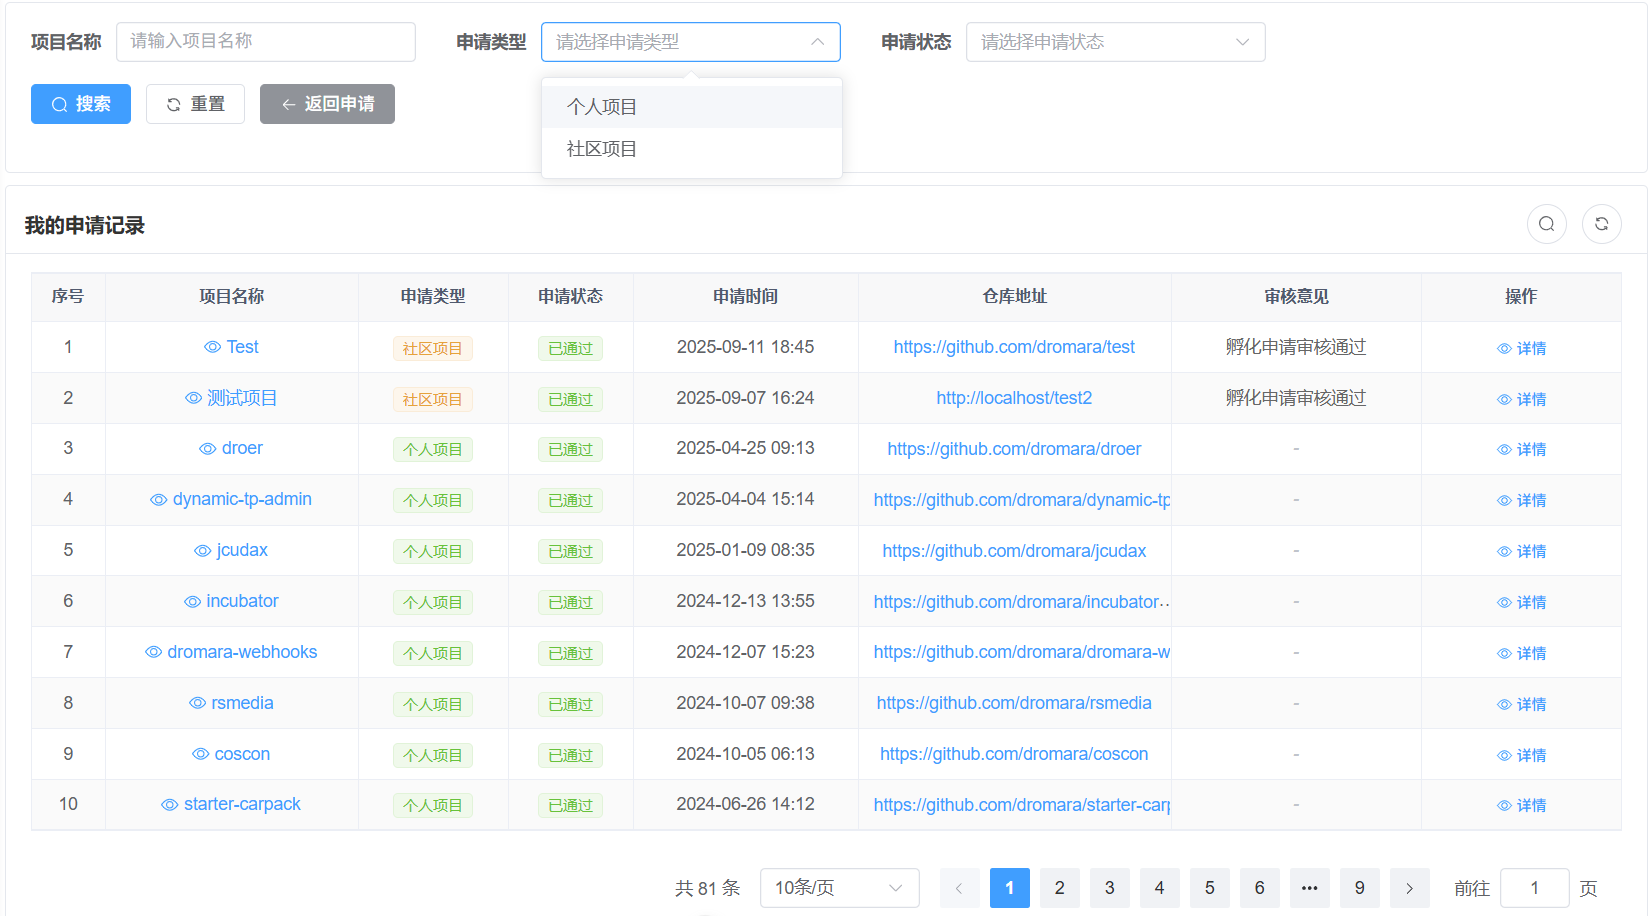 项目名称 请输入项目名称 申请类型 请选择申请类型 申请状态 请选择申请状态
搜索 重置 返回申请
个人项目
社区项目
我的申请记录
序号 项目名称 申请类型 申请状态 申请时间 仓库地址 审核意见 操作
1 Test 社区项目 已通过 2025-09-11 18:45 https://github.com/dromara/test 孵化申请审核通过 详情
2 测试项目 社区项目 已通过 2025-09-07 16:24 http://localhost/test2 孵化申请审核通过 详情
3 droer 个人项目 已通过 2025-04-25 09:13 https://github.com/dromara/droer - 详情
4 dynamic-tp-admin 个人项目 已通过 2025-04-04 15:14 https://github.com/dromara/dynamic-tp - 详情
5 jcudax 个人项目 已通过 2025-01-09 08:35 https://github.com/dromara/jcudax - 详情
6 incubator 个人项目 已通过 2024-12-13 13:55 https://github.com/dromara/incubator.. - 详情
7 dromara-webhooks 个人项目 已通过 2024-12-07 15:23 https://github.com/dromara/dromara-w - 详情
8 rsmedia 个人项目 已通过 2024-10-07 09:38 https://github.com/dromara/rsmedia - 详情
9 coscon 个人项目 已通过 2024-10-05 06:13 https://github.com/dromara/coscon - 详情
10 starter-carpack 个人项目 已通过 2024-06-26 14:12 https://github.com/dromara/starter-carp - 详情
共 81 条 10条/页 1 2 3 4 5 6 ••• 9 前往 1 页